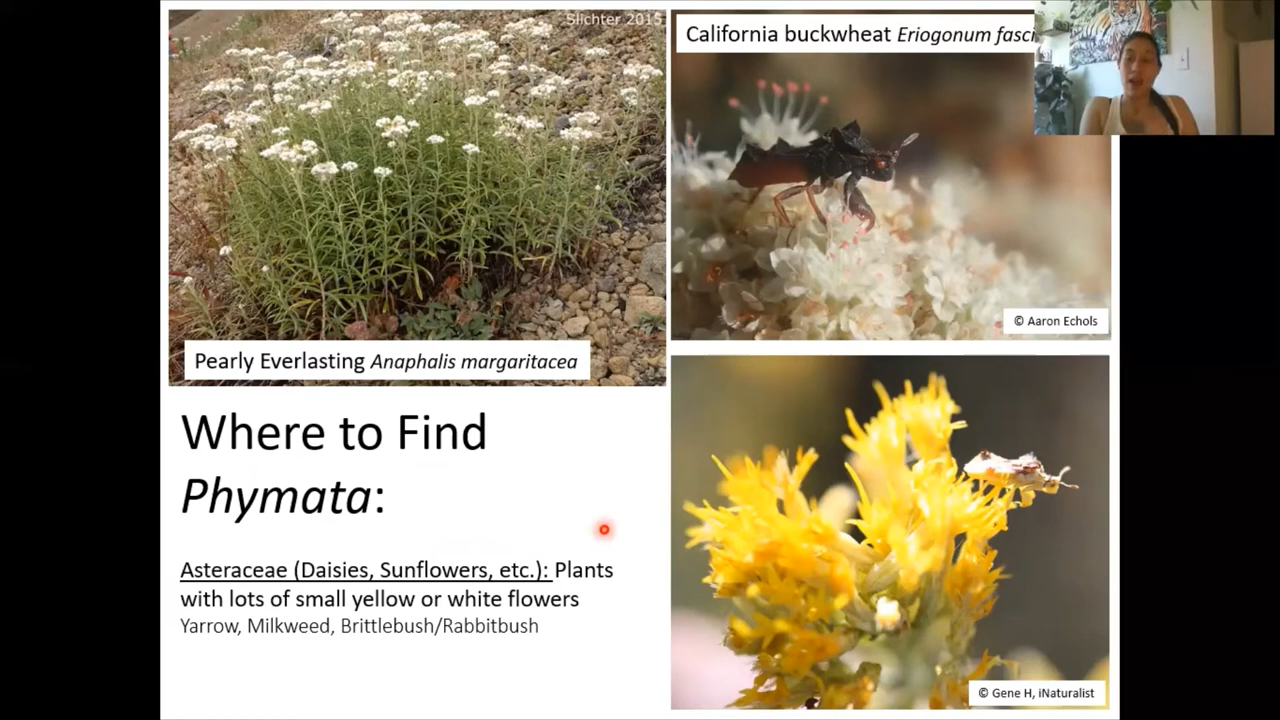 Slichter 2015
California buckwheat Eriogonum fasci
© Aaron Echols
Pearly Everlasting Anaphalis margaritacea
Where to Find
Phymata:
Asteraceae (Daisies, Sunflowers, etc.): Plants
with lots of small yellow or white flowers
Yarrow, Milkweed, Brittlebush/Rabbitbush
© Gene H, iNaturalist